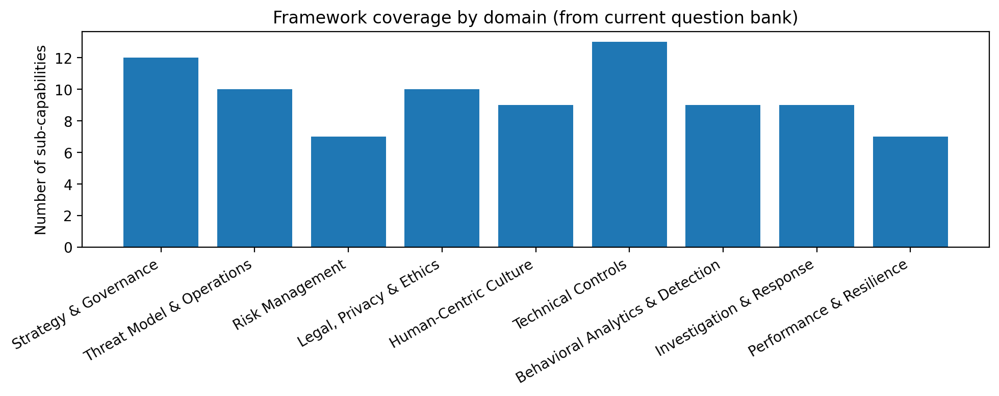 Framework coverage by domain (from current question bank)
Number of sub-capabilities
12
10
8
6
4
2
0
Strategy & Governance
Threat Model & Operations
Risk Management
Legal, Privacy & Ethics
Human-Centric Culture
Technical Controls
Behavioral Analytics & Detection
Investigation & Response
Performance & Resilience